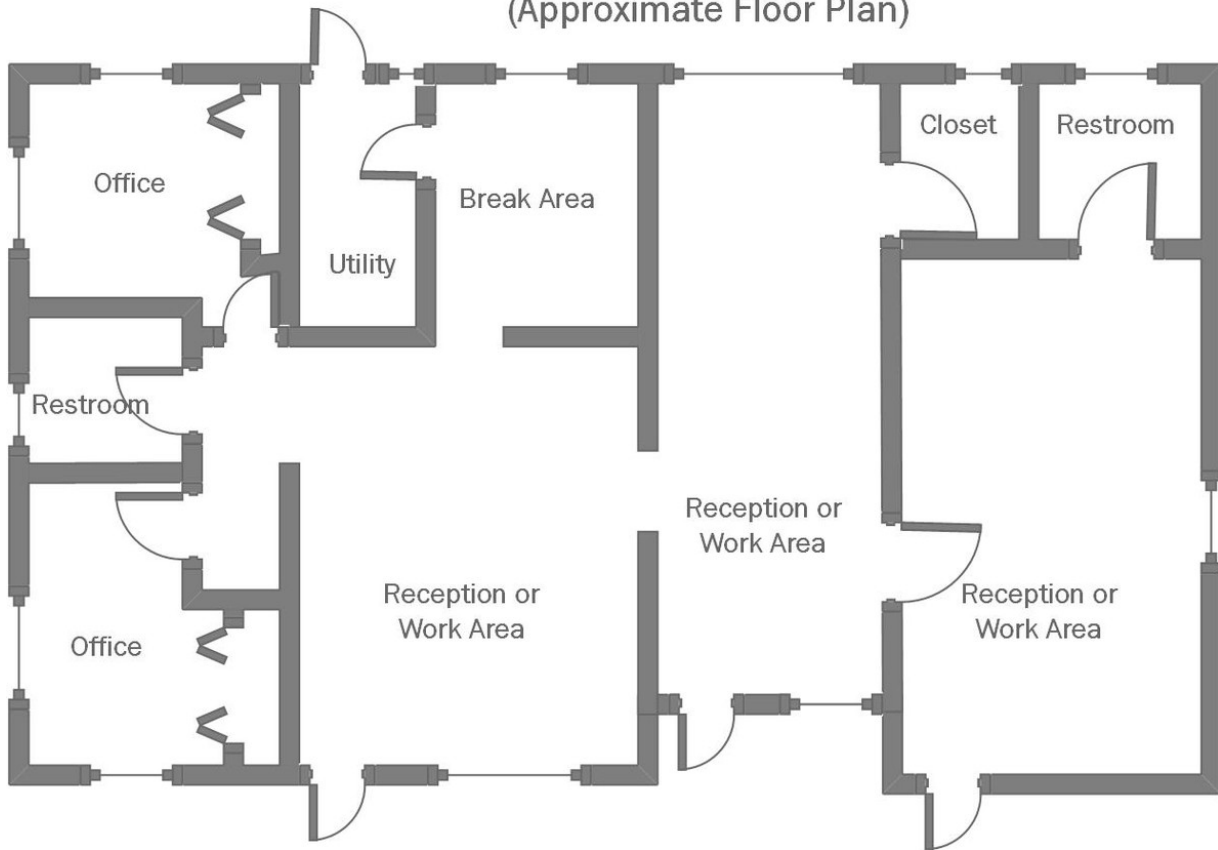 (Approximate Floor Plan)
Closet
Restroom
Office
Break Area
Utility
Restroom
Reception or
Work Area
Reception or
Work Area
Reception or
Work Area
Office